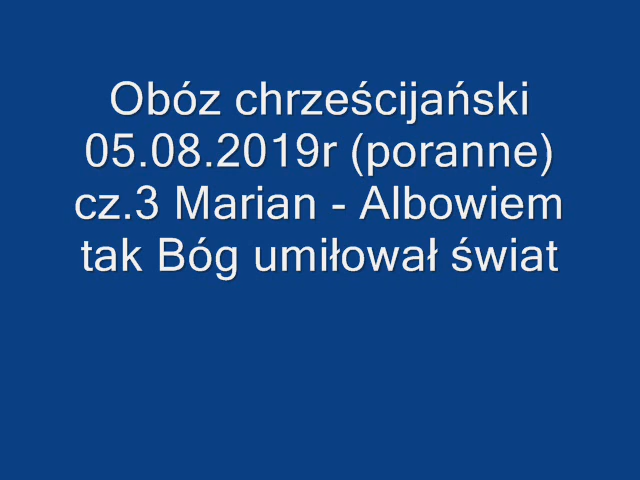 Obóz chrześcijański
05.08.2019r (poranne)
cz.3 Marian - Albowiem
tak Bóg umiłował świat